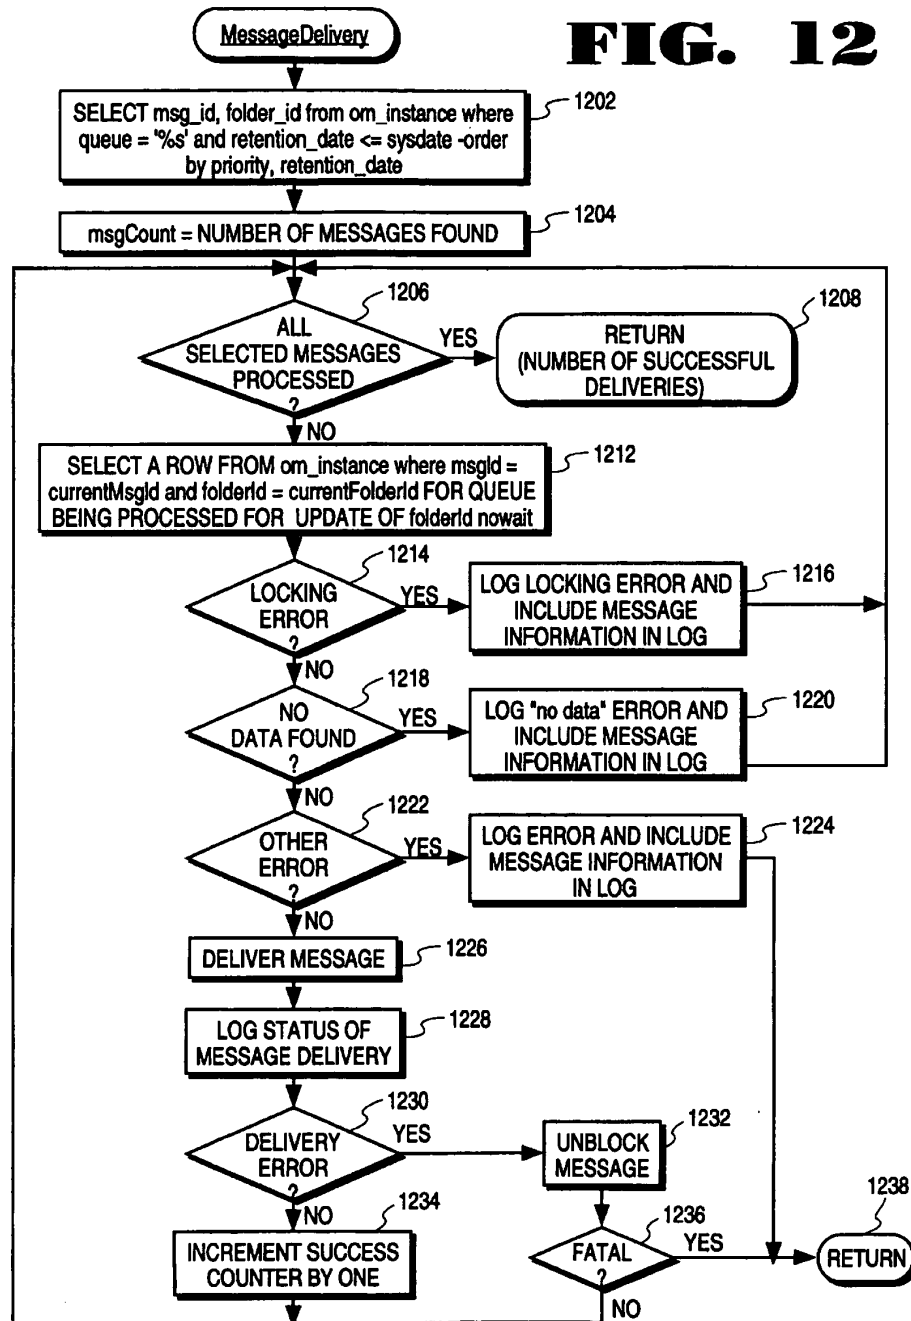 MessageDelivery
FIG. 12
SELECT msg_id, folder_id from om_instance where
queue = '%s' and retention_date <= sysdate -order
by priority, retention_date
1202
msgCount = NUMBER OF MESSAGES FOUND
1204
ALL
SELECTED MESSAGES
PROCESSED
?
1206
YES
RETURN
(NUMBER OF SUCCESSFUL
DELIVERIES)
1208
NO
SELECT A ROW FROM om_instance where msgId =
currentMsgId and folderId = currentFolderId FOR QUEUE
BEING PROCESSED FOR UPDATE OF folderId nowait
1212
LOCKING
ERROR
?
1214
YES
LOG LOCKING ERROR AND
INCLUDE MESSAGE
INFORMATION IN LOG
1216
NO
NO
DATA FOUND
?
1218
YES
LOG "no data" ERROR AND
INCLUDE MESSAGE
INFORMATION IN LOG
1220
NO
OTHER
ERROR
?
1222
YES
LOG ERROR AND INCLUDE
MESSAGE INFORMATION
IN LOG
1224
NO
DELIVER MESSAGE
1226
LOG STATUS OF
MESSAGE DELIVERY
1228
DELIVERY
ERROR
?
1230
YES
UNBLOCK
MESSAGE
1232
NO
INCREMENT SUCCESS
COUNTER BY ONE
1234
FATAL
?
1236
YES
RETURN
1238
NO